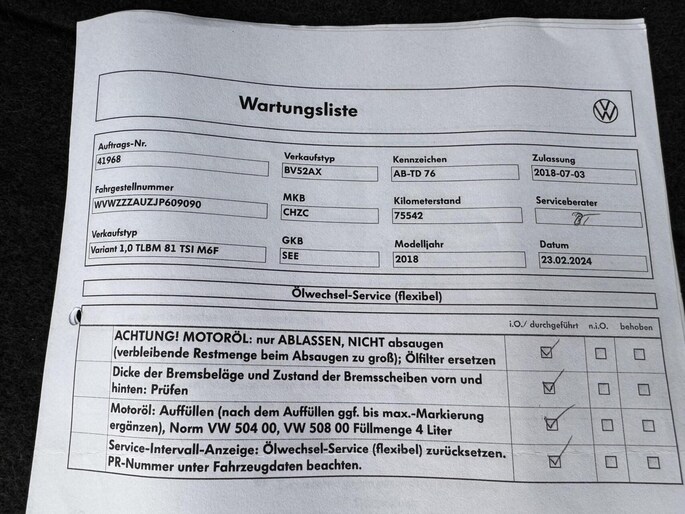 Wartungsliste
Auftrags-Nr.
41968
Verkaufstyp
BV52AX
Kennzeichen
AB-TD 76
Zulassung
2018-07-03
Fahrgestellnummer
WVWZZZAUZJP609090
MKB
CHZC
Kilometerstand
75542
Serviceberater
Verkaufstyp
Variant 1,0 TLBM 81 TSI M6F
GKB
SEE
Modelljahr
2018
Datum
23.02.2024
Ölwechsel-Service (flexibel)
i.O./ durchgeführt n.i.O. behoben
ACHTUNG! MOTORÖL: nur ABLASSEN, NICHT absaugen
(verbleibende Restmenge beim Absaugen zu groß); Ölfilter ersetzen
Dicke der Bremsbeläge und Zustand der Bremsscheiben vorn und
hinten: Prüfen
Motoröl: Auffüllen (nach dem Auffüllen ggf. bis max.-Markierung
ergänzen), Norm VW 504 00, VW 508 00 Füllmenge 4 Liter
Service-Intervall-Anzeige: Ölwechsel-Service (flexibel) zurücksetzen.
PR-Nummer unter Fahrzeugdaten beachten.